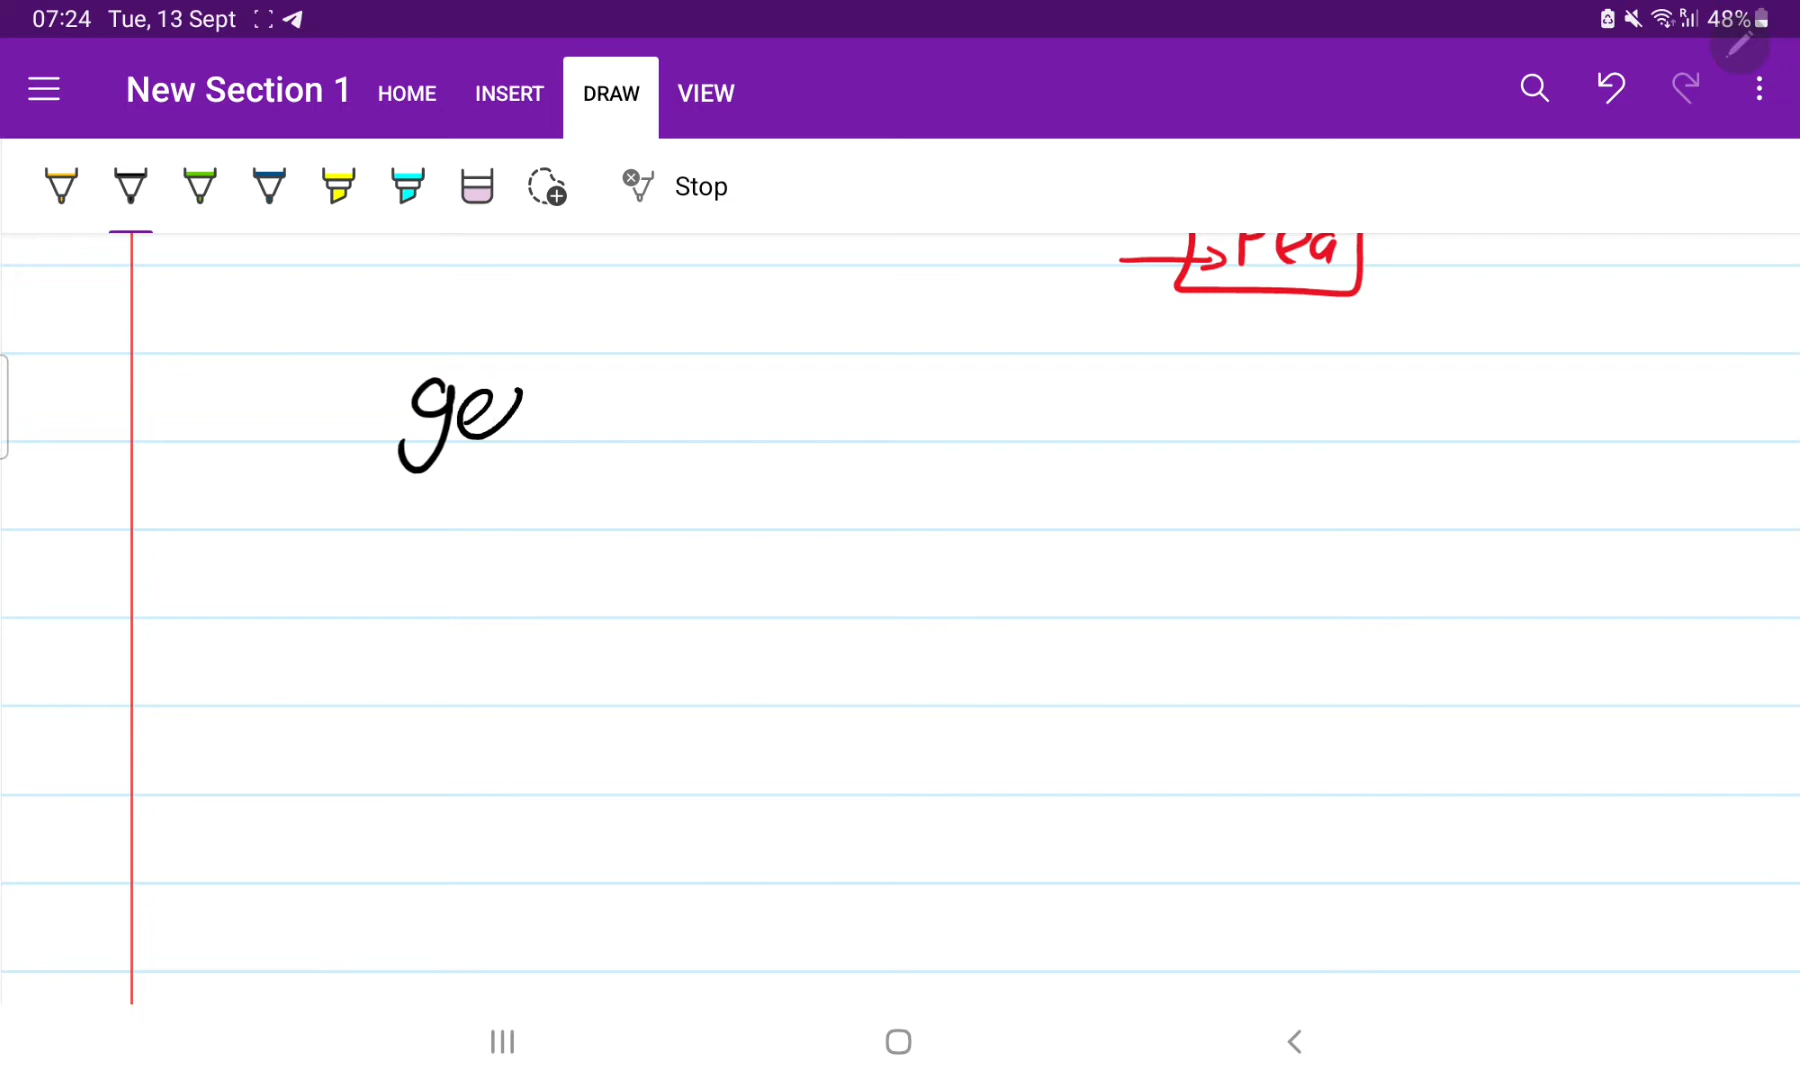 07:24 Tue, 13 Sept 48%
New Section 1 HOME INSERT DRAW VIEW
Stop
ge